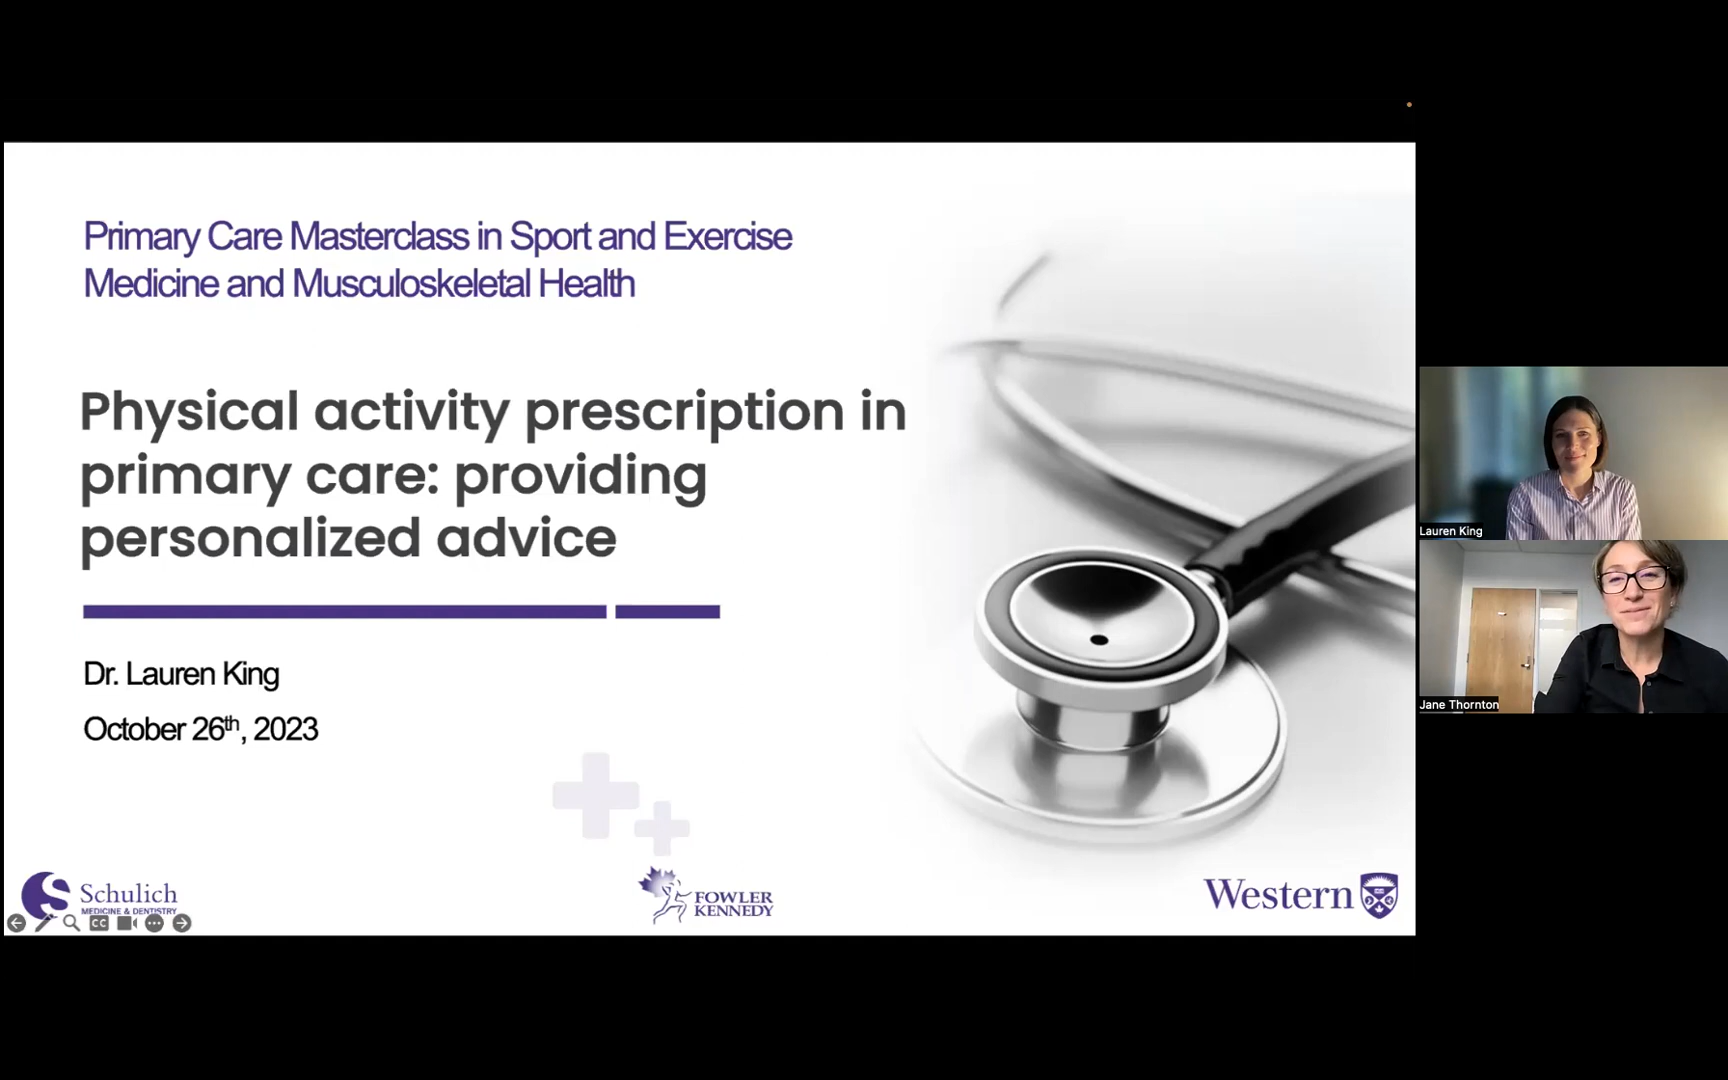 Primary Care Masterclass in Sport and Exercise
Medicine and Musculoskeletal Health
Physical activity prescription in
primary care: providing
personalized advice
Dr. Lauren King
October 26th, 2023
Schulich
MEDICINE & DENTISTRY
CC
FOWLER
KENNEDY
Western
Lauren King
Jane Thornton